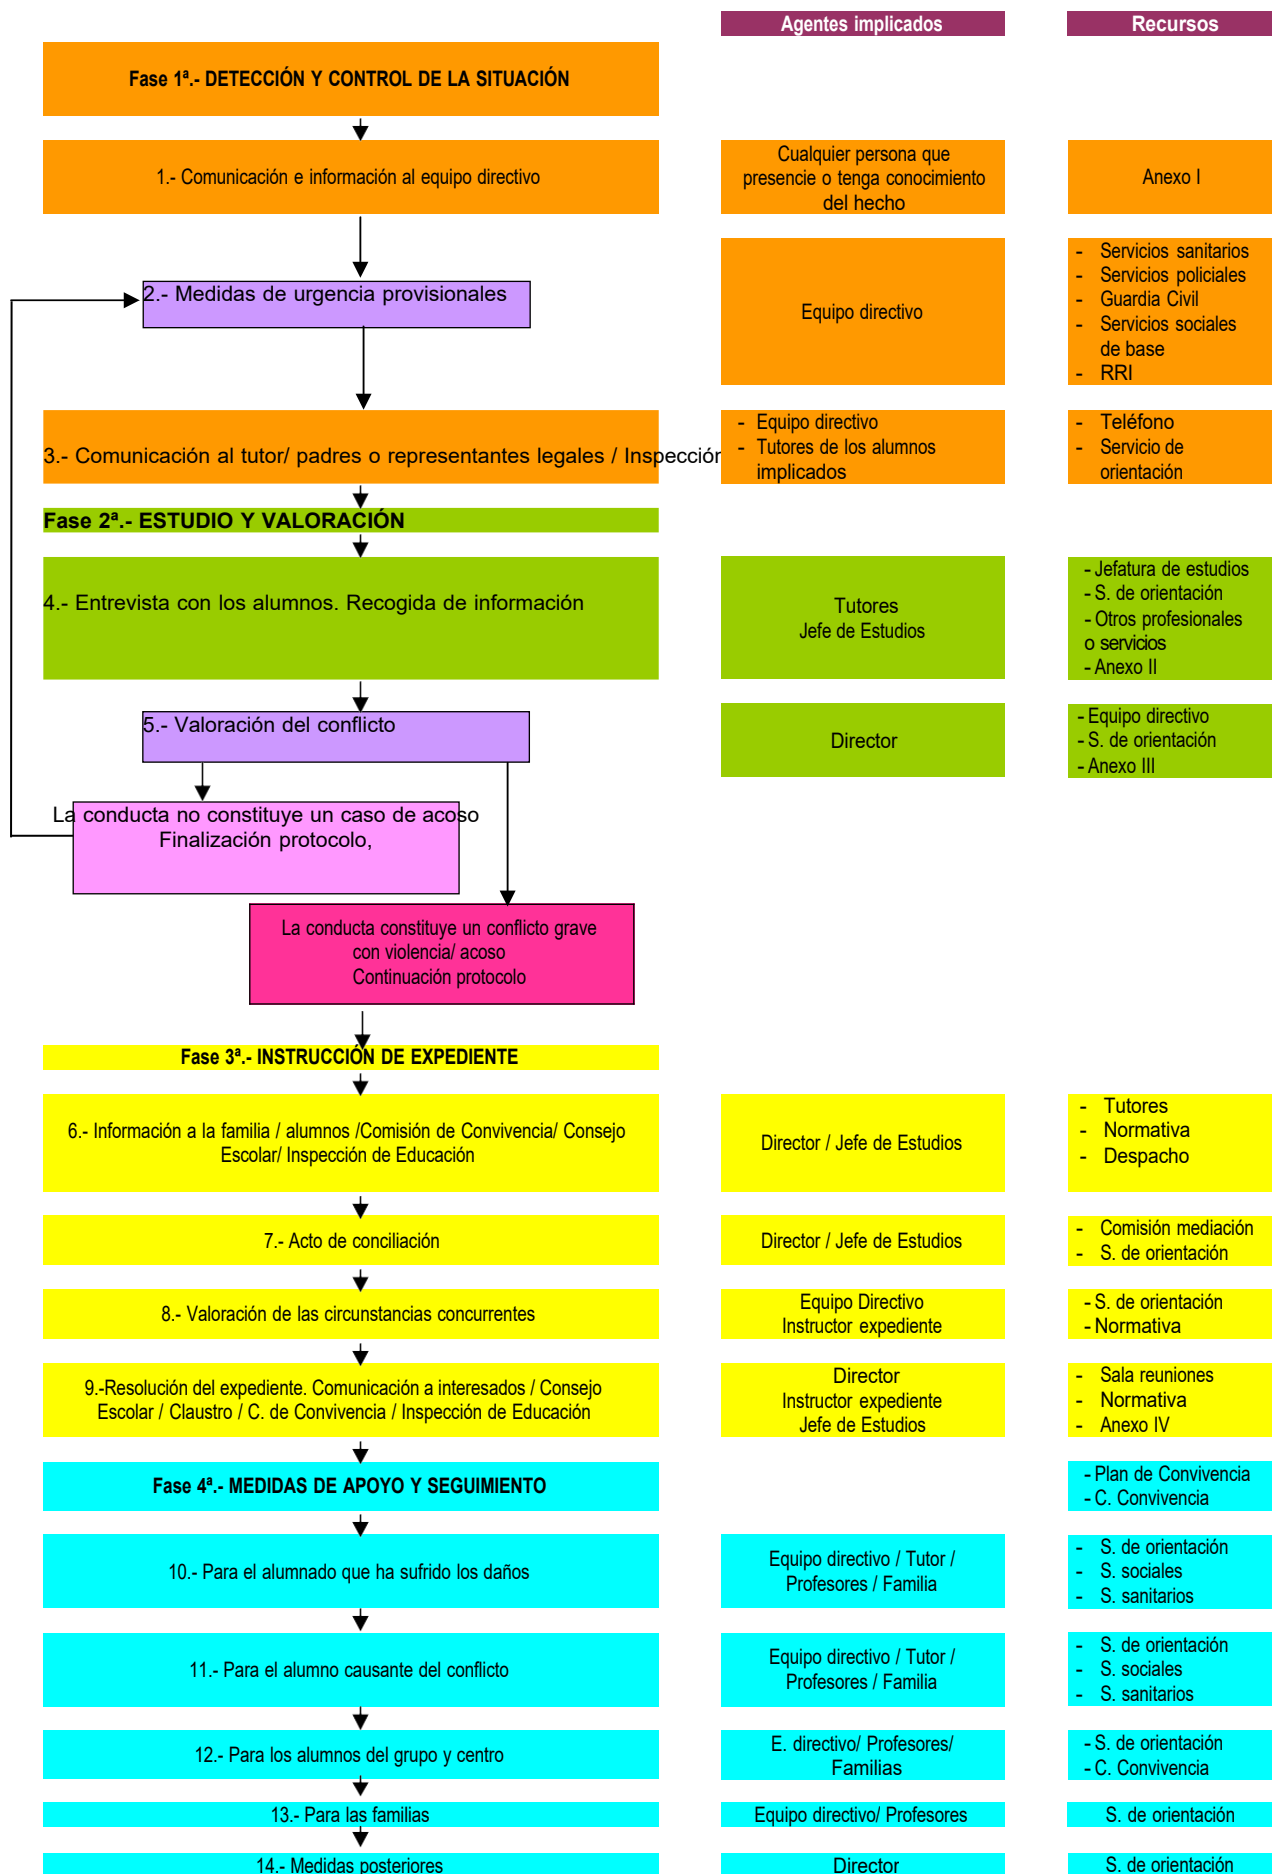 Agentes implicados
Recursos
Fase 1ª.- DETECCIÓN Y CONTROL DE LA SITUACIÓN
1.- Comunicación e información al equipo directivo
Cualquier persona que
presencie o tenga conocimiento
del hecho
Anexo I
2.- Medidas de urgencia provisionales
Equipo directivo
- Servicios sanitarios
- Servicios policiales
- Guardia Civil
- Servicios sociales
de base
- RRI
3.- Comunicación al tutor/ padres o representantes legales / Inspección
- Equipo directivo
- Tutores de los alumnos
implicados
- Teléfono
- Servicio de
orientación
Fase 2ª.- ESTUDIO Y VALORACIÓN
4.- Entrevista con los alumnos. Recogida de información
Tutores
Jefe de Estudios
- Jefatura de estudios
- S. de orientación
- Otros profesionales
o servicios
- Anexo II
5.- Valoración del conflicto
Director
- Equipo directivo
- S. de orientación
- Anexo III
La conducta no constituye un caso de acoso
Finalización protocolo,
La conducta constituye un conflicto grave
con violencia/ acoso
Continuación protocolo
Fase 3ª.- INSTRUCCIÓN DE EXPEDIENTE
6.- Información a la familia / alumnos /Comisión de Convivencia/ Consejo
Escolar/ Inspección de Educación
Director / Jefe de Estudios
- Tutores
- Normativa
- Despacho
7.- Acto de conciliación
Director / Jefe de Estudios
- Comisión mediación
- S. de orientación
8.- Valoración de las circunstancias concurrentes
Equipo Directivo
Instructor expediente
- S. de orientación
- Normativa
9.-Resolución del expediente. Comunicación a interesados / Consejo
Escolar / Claustro / C. de Convivencia / Inspección de Educación
Director
Instructor expediente
Jefe de Estudios
- Sala reuniones
- Normativa
- Anexo IV
Fase 4ª.- MEDIDAS DE APOYO Y SEGUIMIENTO
- Plan de Convivencia
- C. Convivencia
10.- Para el alumnado que ha sufrido los daños
Equipo directivo / Tutor /
Profesores / Familia
- S. de orientación
- S. sociales
- S. sanitarios
11.- Para el alumno causante del conflicto
Equipo directivo / Tutor /
Profesores / Familia
- S. de orientación
- S. sociales
- S. sanitarios
12.- Para los alumnos del grupo y centro
E. directivo/ Profesores/
Familias
- S. de orientación
- C. Convivencia
13.- Para las familias
Equipo directivo/ Profesores
S. de orientación
14.- Medidas posteriores
Director
S. de orientación